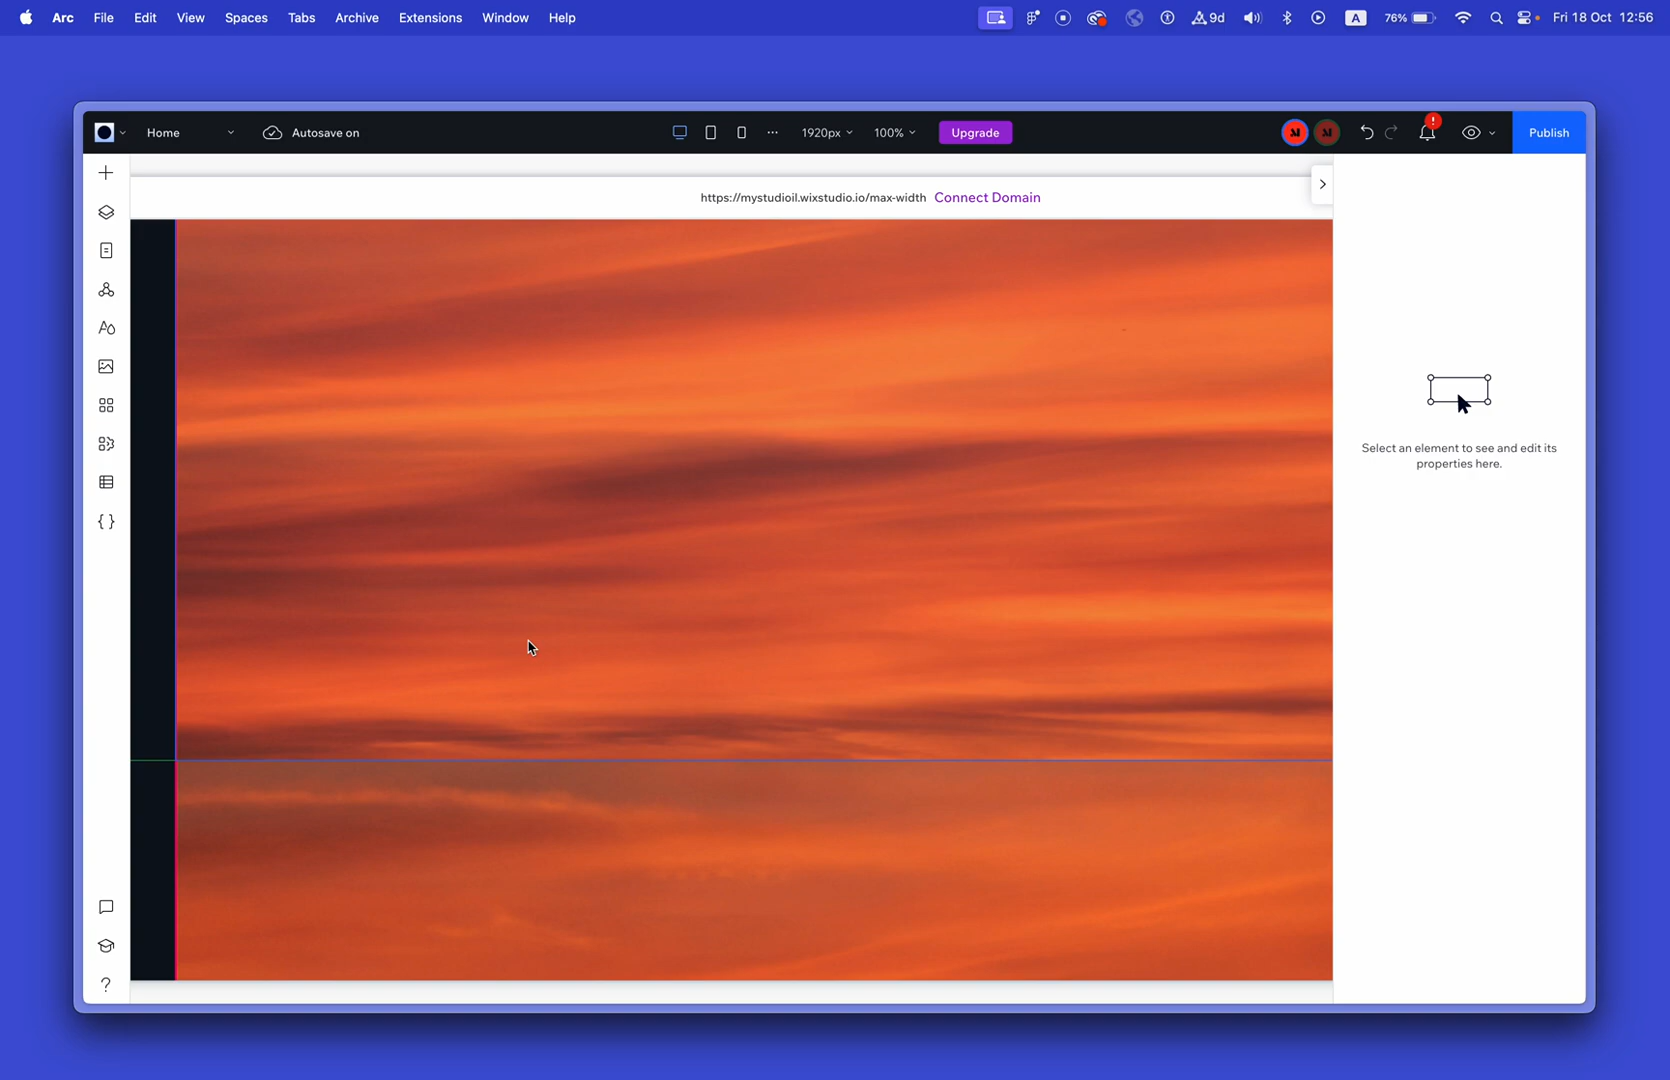 Arc File Edit View Spaces Tabs Archive Extensions Window Help 9d A 76% Fri 18 Oct 12:56
Home Autosave on ... 1920px 100% Upgrade ! Publish
https://mystudioil.wixstudio.io/max-width Connect Domain
Select an element to see and edit its
properties here.